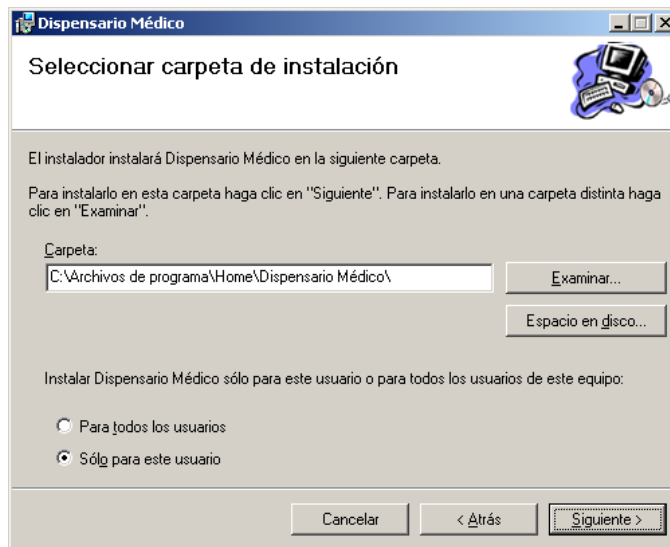 Dispensario Médico
Seleccionar carpeta de instalación
El instalador instalará Dispensario Médico en la siguiente carpeta.
Para instalarlo en esta carpeta haga clic en "Siguiente". Para instalarlo en una carpeta distinta haga
clic en "Examinar".
Carpeta:
C:\Archivos de programa\Home\Dispensario Médico\
Examinar...
Espacio en disco...
Instalar Dispensario Médico sólo para este usuario o para todos los usuarios de este equipo:
Para todos los usuarios
Sólo para este usuario
Cancelar
< Atrás
Siguiente >